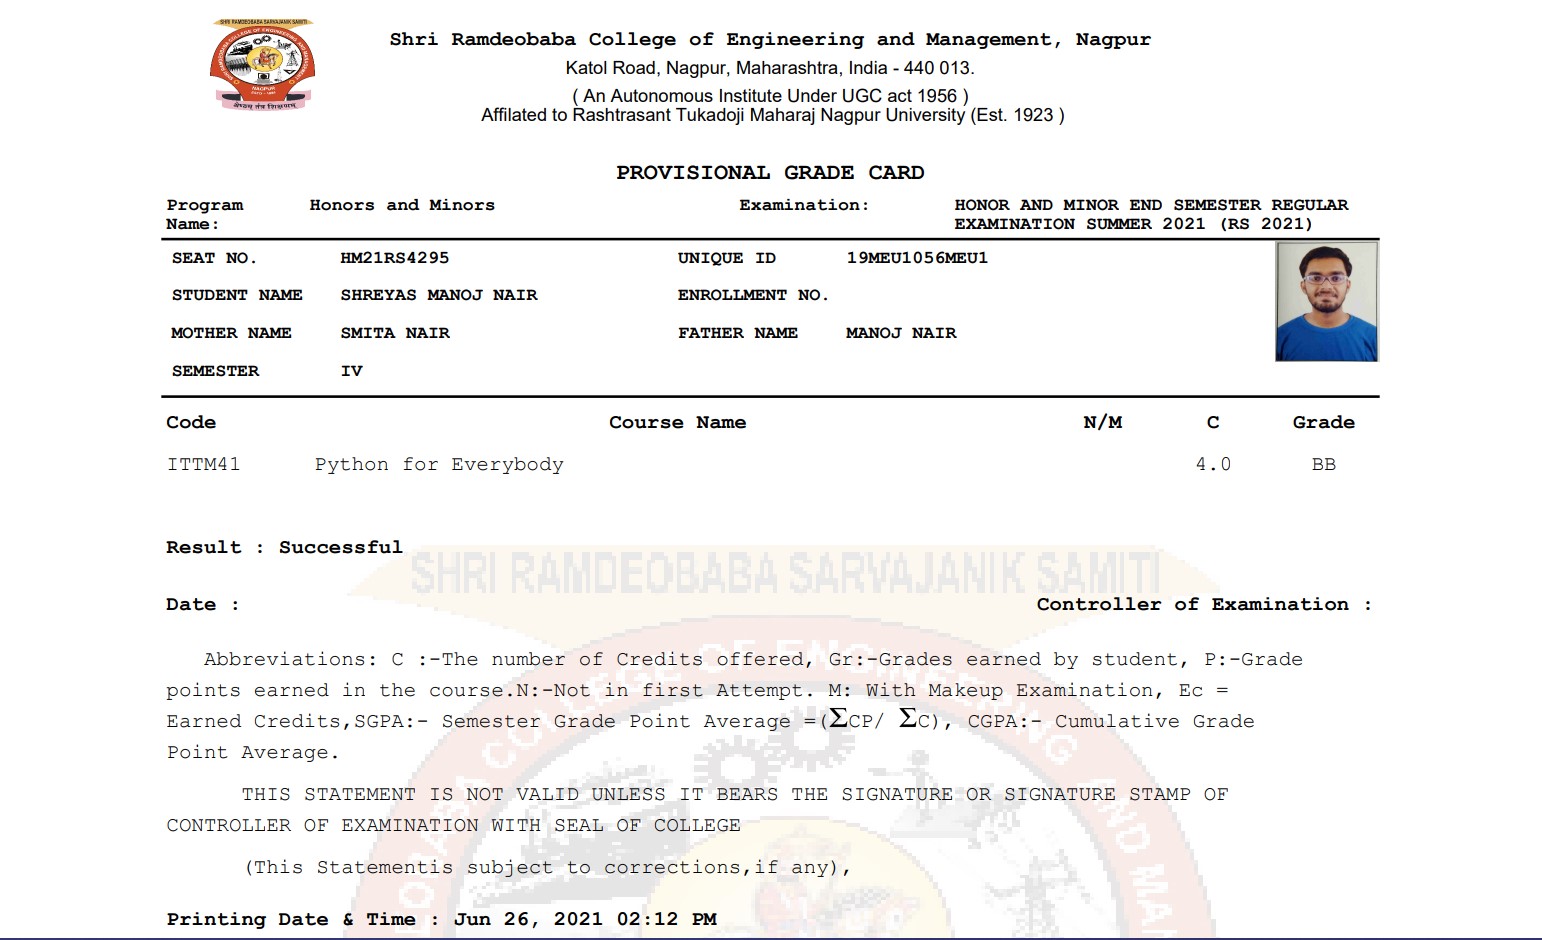 SHRI RAMDEOBABA SARVAJANIK SAMITI
Shri Ramdeobaba College of Engineering and Management, Nagpur
Katol Road, Nagpur, Maharashtra, India - 440 013.
( An Autonomous Institute Under UGC act 1956 )
Affilated to Rashtrasant Tukadoji Maharaj Nagpur University (Est. 1923 )
NAGPUR
PROVISIONAL GRADE CARD
Program Name: Honors and Minors Examination: HONOR AND MINOR END SEMESTER REGULAR
EXAMINATION SUMMER 2021 (RS 2021)
SEAT NO. HM21RS4295 UNIQUE ID 19MEU1056MEU1
STUDENT NAME SHREYAS MANOJ NAIR ENROLLMENT NO.
MOTHER NAME SMITA NAIR FATHER NAME MANOJ NAIR
SEMESTER IV
Code Course Name N/M C Grade
ITTM41 Python for Everybody 4.0 BB
Result : Successful
SHRI RAMDEOBABA SARVAJANIK SAMITI
Date : Controller of Examination :
Abbreviations: C :-The number of Credits offered, Gr:-Grades earned by student, P:-Grade
points earned in the course.N:-Not in first Attempt. M: With Makeup Examination, Ec =
Earned Credits,SGPA:- Semester Grade Point Average =(ΣCP/ ΣC), CGPA:- Cumulative Grade
Point Average.
THIS STATEMENT IS NOT VALID UNLESS IT BEARS THE SIGNATURE OR SIGNATURE STAMP OF
CONTROLLER OF EXAMINATION WITH SEAL OF COLLEGE
(This Statementis subject to corrections,if any),
Printing Date & Time : Jun 26, 2021 02:12 PM